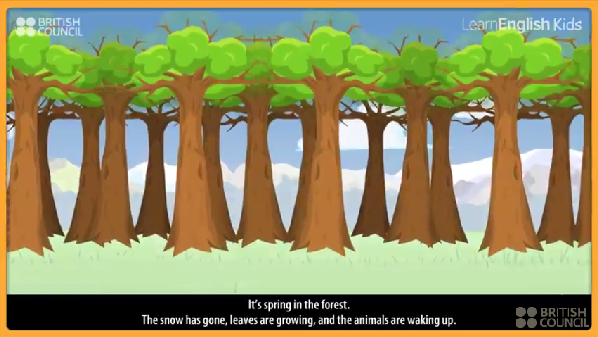 BRITISH
COUNCIL
LearnEnglish Kids
It's spring in the forest.
The snow has gone, leaves are growing, and the animals are waking up.
BRITISH
COUNCIL